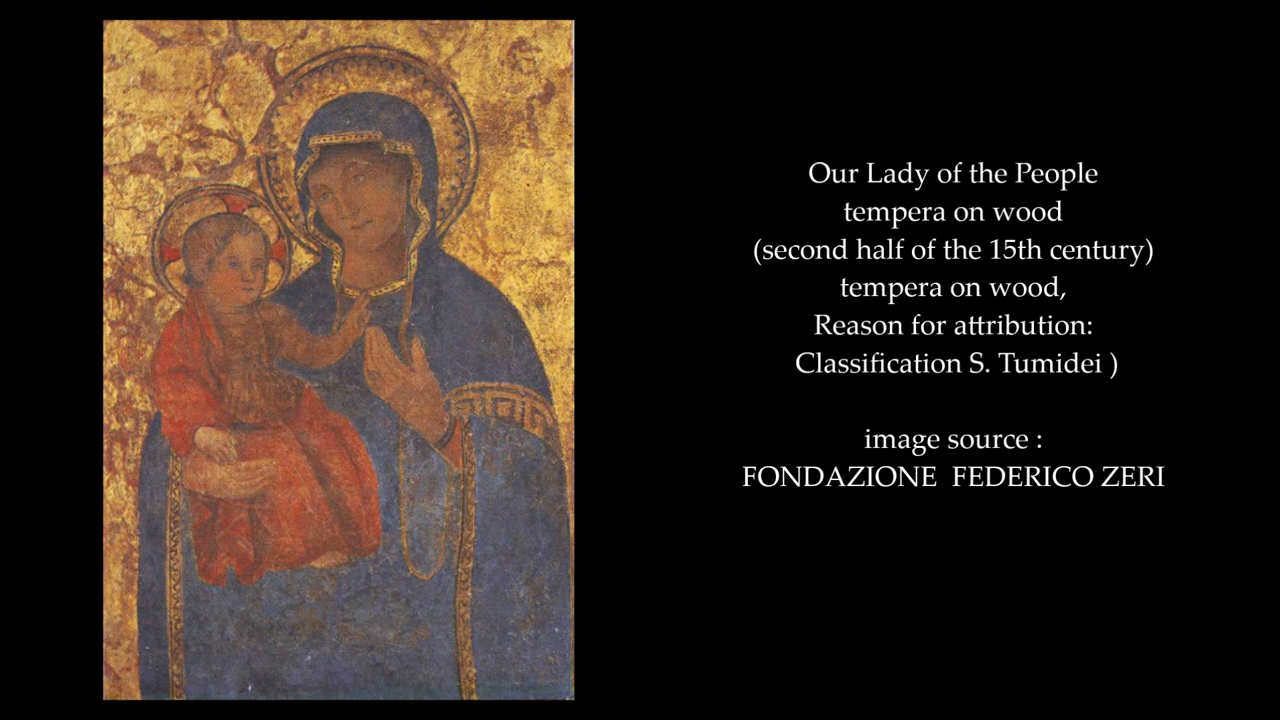 Our Lady of the People
tempera on wood
(second half of the 15th century)
tempera on wood,
Reason for attribution:
Classification S. Tumidei )
image source :
FONDAZIONE FEDERICO ZERI